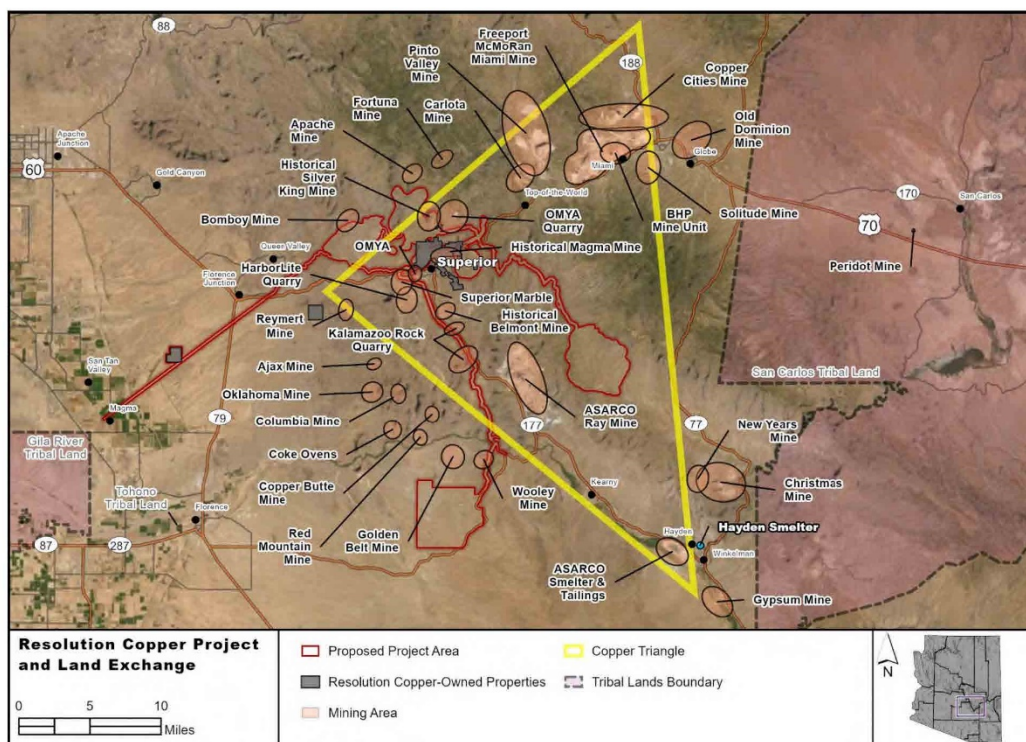 88
Freeport
McMoRan
Miami Mine
Pinto
Valley
Mine
188
Copper
Cities Mine
Fortuna
Mine
Carlota
Mine
Old
Dominion
Mine
Apache
Mine
Apache
Junction
60
Historical
Silver
King Mine
Miami
Globe
Gold Canyon
Top-of-the-World
170
San Carlos
Bomboy Mine
OMYA
Quarry
BHP
Mine Unit
Solitude Mine
70
Queen Valley
OMYA
Historical Magma Mine
Superior
Peridot Mine
HarborLite
Quarry
Florence
Junction
Superior Marble
Reymert
Mine
Historical
Belmont Mine
Kalamazoo Rock
Quarry
San Tan
Valley
Ajax Mine
San Carlos Tribal Land
Oklahoma Mine
Magma
79
Columbia Mine
ASARCO
Ray Mine
177
77
New Years
Mine
Gila River
Tribal Land
Coke Ovens
Copper Butte
Mine
Wooley
Mine
Kearny
Christmas
Mine
Tohono
Tribal Land
Florence
Red
Mountain
Mine
Golden
Belt Mine
Hayden
Hayden Smelter
Winkelman
87
287
ASARCO
Smelter &
Tailings
Gypsum Mine
Resolution Copper Project
and Land Exchange
0 5 10
Miles
Proposed Project Area
Resolution Copper-Owned Properties
Mining Area
Copper Triangle
Tribal Lands Boundary
N